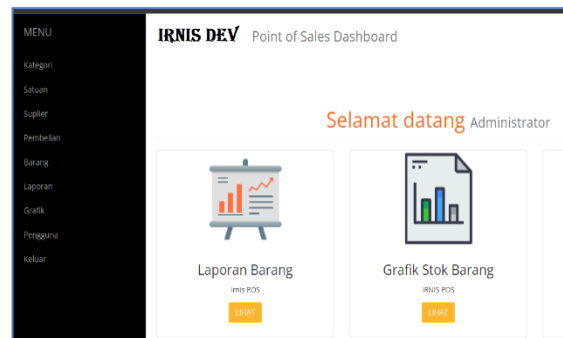 MENU
Kategori
Satuan
Suplier
Pembelian
Barang
Laporan
Grafik
Pengguna
Keluar
IRNIS DEV Point of Sales Dashboard
Selamat datang Administrator
Laporan Barang
Irnis POS
LIHAT
Grafik Stok Barang
IRNIS POS
LIHAT